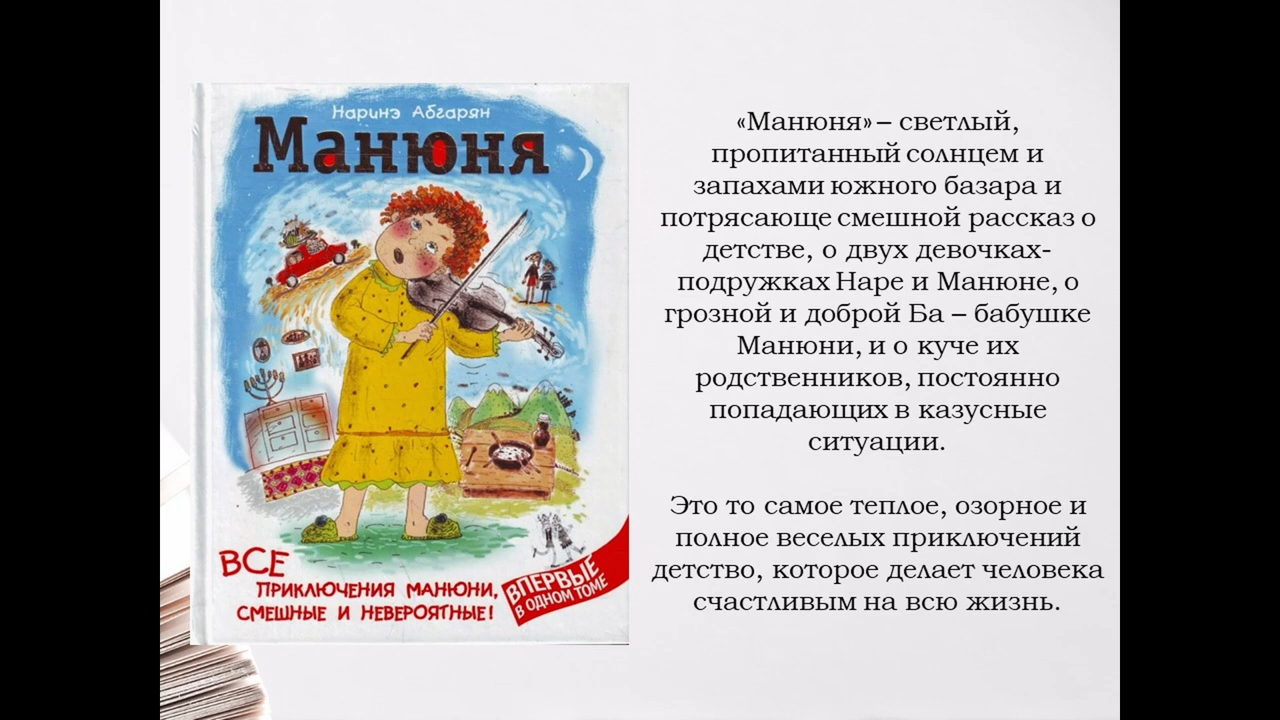 Наринэ Абгарян
Манюня
ВСЕ
ПРИКЛЮЧЕНИЯ МАНЮНИ,
СМЕШНЫЕ И НЕВЕРОЯТНЫЕ!
ВПЕРВЫЕ
В ОДНОМ ТОМЕ
«Манюня» – светлый,
пропитанный солнцем и
запахами южного базара и
потрясающе смешной рассказ о
детстве, о двух девочках-
подружках Наре и Манюне, о
грозной и доброй Ба – бабушке
Манюни, и о куче их
родственников, постоянно
попадающих в казусные
ситуации.
Это то самое теплое, озорное и
полное веселых приключений
детство, которое делает человека
счастливым на всю жизнь.